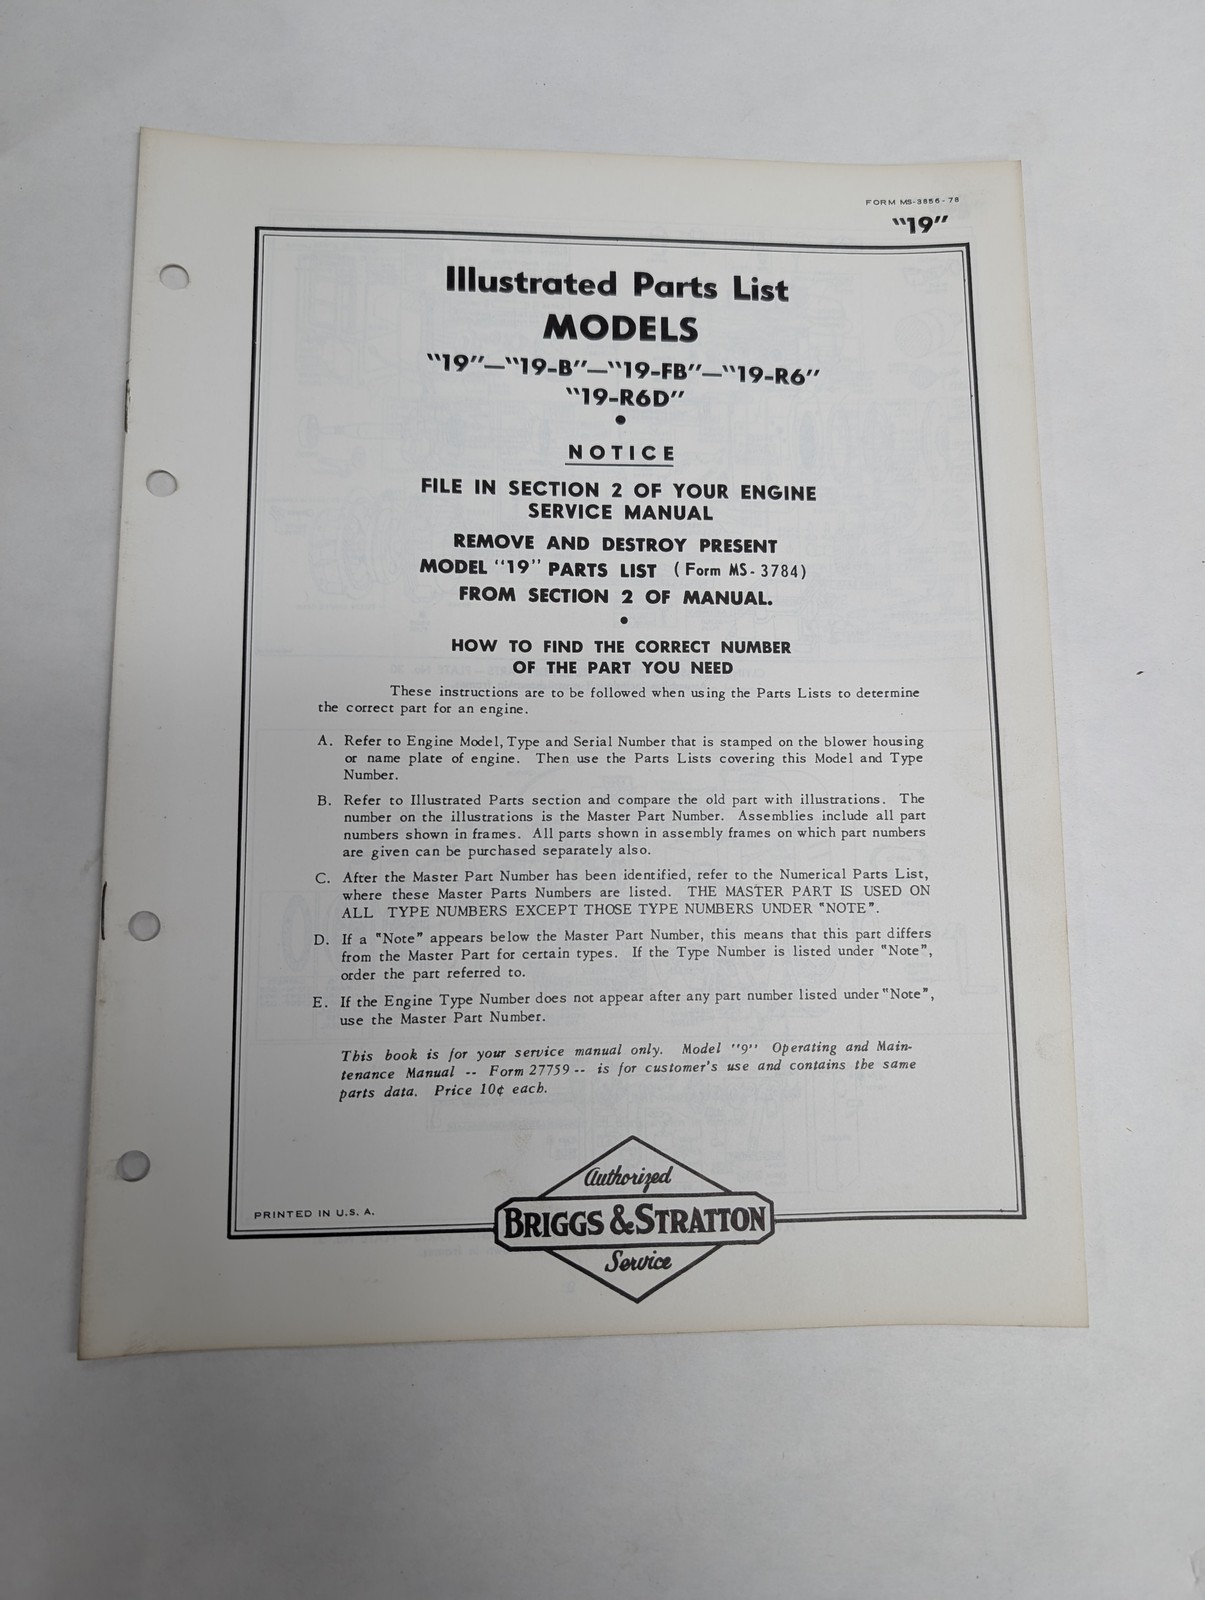 FORM MS-3856-78
"19"
Illustrated Parts List
MODELS
"19"—"19-B"—"19-FB"—"19-R6"
"19-R6D"
NOTICE
FILE IN SECTION 2 OF YOUR ENGINE
SERVICE MANUAL
REMOVE AND DESTROY PRESENT
MODEL "19" PARTS LIST (Form MS-3784)
FROM SECTION 2 OF MANUAL.
HOW TO FIND THE CORRECT NUMBER
OF THE PART YOU NEED
These instructions are to be followed when using the Parts Lists to determine
the correct part for an engine.
A. Refer to Engine Model, Type and Serial Number that is stamped on the blower housing
or name plate of engine. Then use the Parts Lists covering this Model and Type
Number.
B. Refer to Illustrated Parts section and compare the old part with illustrations. The
number on the illustrations is the Master Part Number. Assemblies include all part
numbers shown in frames. All parts shown in assembly frames on which part numbers
are given can be purchased separately also.
C. After the Master Part Number has been identified, refer to the Numerical Parts List,
where these Master Parts Numbers are listed. THE MASTER PART IS USED ON
ALL TYPE NUMBERS EXCEPT THOSE TYPE NUMBERS UNDER "NOTE".
D. If a "Note" appears below the Master Part Number, this means that this part differs
from the Master Part for certain types. If the Type Number is listed under "Note",
order the part referred to.
E. If the Engine Type Number does not appear after any part number listed under "Note",
use the Master Part Number.
This book is for your service manual only. Model "9" Operating and Main-
tenance Manual -- Form 27759 -- is for customer's use and contains the same
parts data. Price 10¢ each.
Authorized
BRIGGS & STRATTON
Service
PRINTED IN U.S.A.